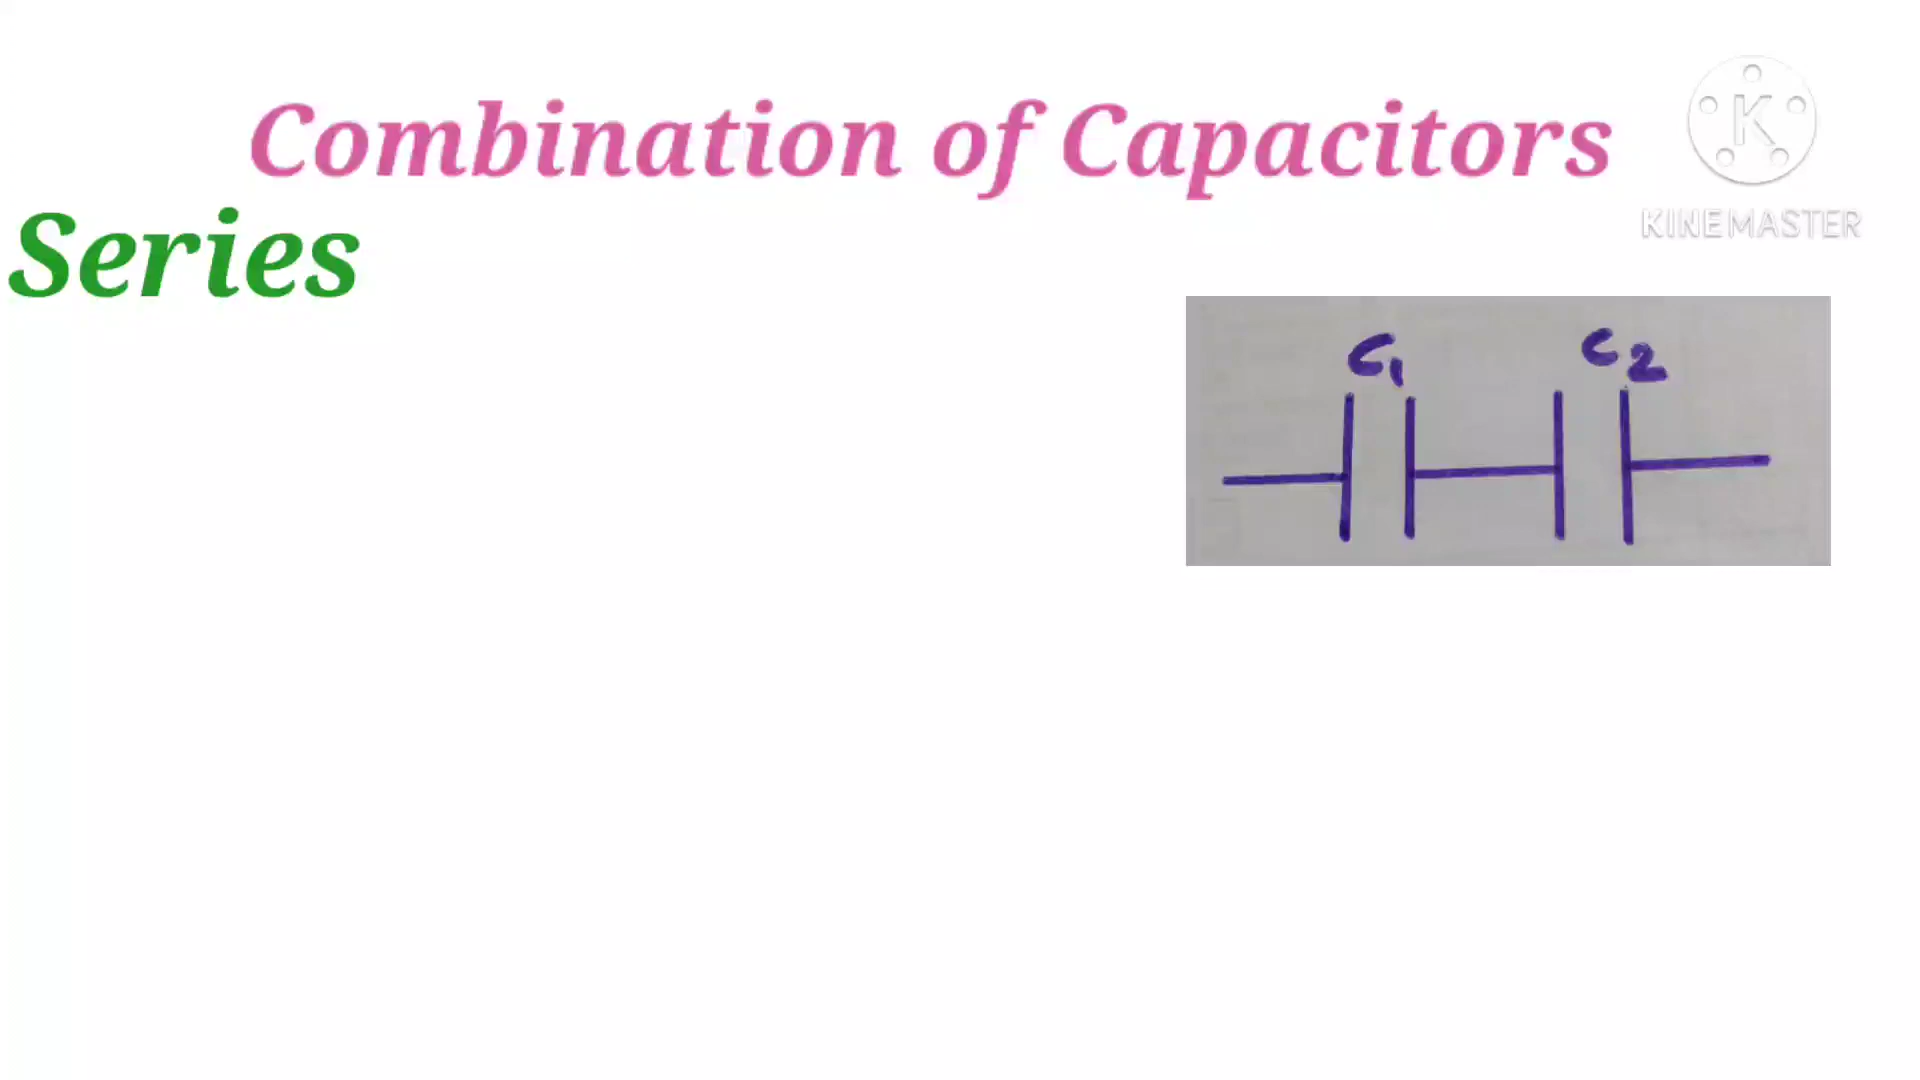 Combination of Capacitors
K
KINEMASTER
Series
C₁ C₂